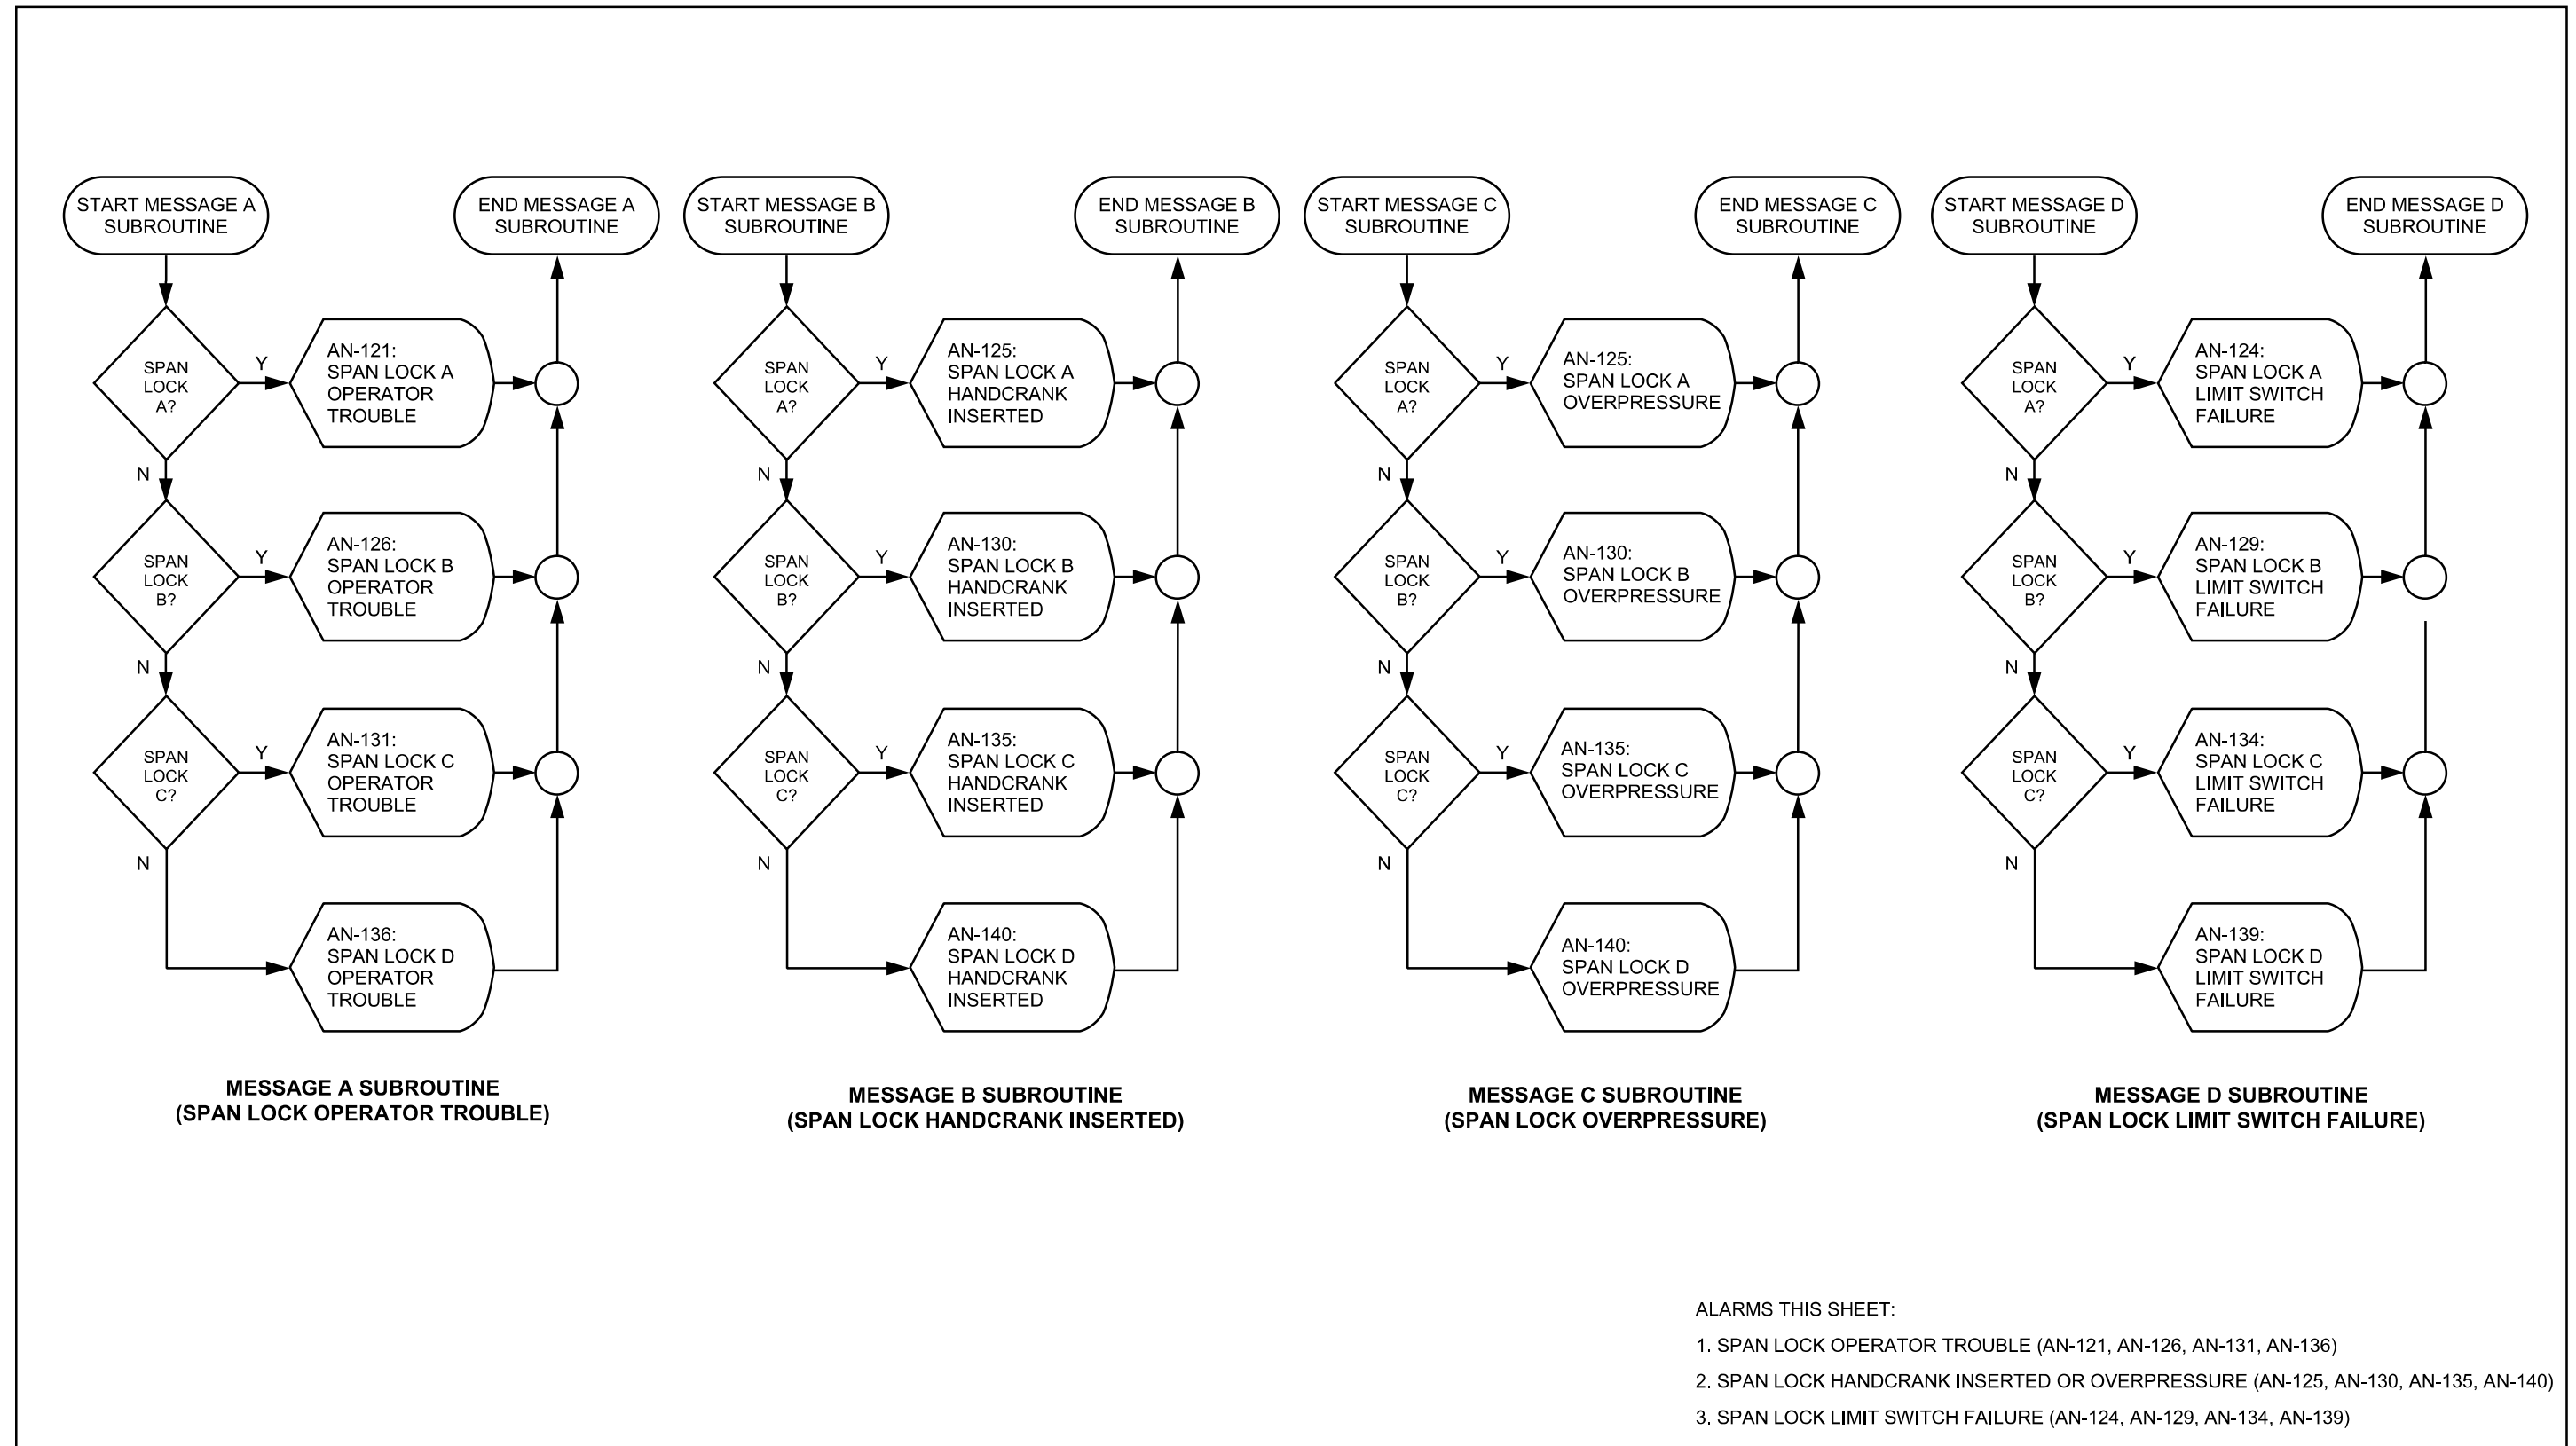 START MESSAGE A
SUBROUTINE
END MESSAGE A
SUBROUTINE
SPAN
LOCK
A?
Y
AN-121:
SPAN LOCK A
OPERATOR
TROUBLE
N
SPAN
LOCK
B?
Y
AN-126:
SPAN LOCK B
OPERATOR
TROUBLE
N
SPAN
LOCK
C?
Y
AN-131:
SPAN LOCK C
OPERATOR
TROUBLE
N
AN-136:
SPAN LOCK D
OPERATOR
TROUBLE
MESSAGE A SUBROUTINE
(SPAN LOCK OPERATOR TROUBLE)
START MESSAGE B
SUBROUTINE
END MESSAGE B
SUBROUTINE
SPAN
LOCK
A?
Y
AN-125:
SPAN LOCK A
HANDCRANK
INSERTED
N
SPAN
LOCK
B?
Y
AN-130:
SPAN LOCK B
HANDCRANK
INSERTED
N
SPAN
LOCK
C?
Y
AN-135:
SPAN LOCK C
HANDCRANK
INSERTED
N
AN-140:
SPAN LOCK D
HANDCRANK
INSERTED
MESSAGE B SUBROUTINE
(SPAN LOCK HANDCRANK INSERTED)
START MESSAGE C
SUBROUTINE
END MESSAGE C
SUBROUTINE
SPAN
LOCK
A?
Y
AN-125:
SPAN LOCK A
OVERPRESSURE
N
SPAN
LOCK
B?
Y
AN-130:
SPAN LOCK B
OVERPRESSURE
N
SPAN
LOCK
C?
Y
AN-135:
SPAN LOCK C
OVERPRESSURE
N
AN-140:
SPAN LOCK D
OVERPRESSURE
MESSAGE C SUBROUTINE
(SPAN LOCK OVERPRESSURE)
START MESSAGE D
SUBROUTINE
END MESSAGE D
SUBROUTINE
SPAN
LOCK
A?
Y
AN-124:
SPAN LOCK A
LIMIT SWITCH
FAILURE
N
SPAN
LOCK
B?
Y
AN-129:
SPAN LOCK B
LIMIT SWITCH
FAILURE
N
SPAN
LOCK
C?
Y
AN-134:
SPAN LOCK C
LIMIT SWITCH
FAILURE
N
AN-139:
SPAN LOCK D
LIMIT SWITCH
FAILURE
MESSAGE D SUBROUTINE
(SPAN LOCK LIMIT SWITCH FAILURE)
ALARMS THIS SHEET:
1. SPAN LOCK OPERATOR TROUBLE (AN-121, AN-126, AN-131, AN-136)
2. SPAN LOCK HANDCRANK INSERTED OR OVERPRESSURE (AN-125, AN-130, AN-135, AN-140)
3. SPAN LOCK LIMIT SWITCH FAILURE (AN-124, AN-129, AN-134, AN-139)